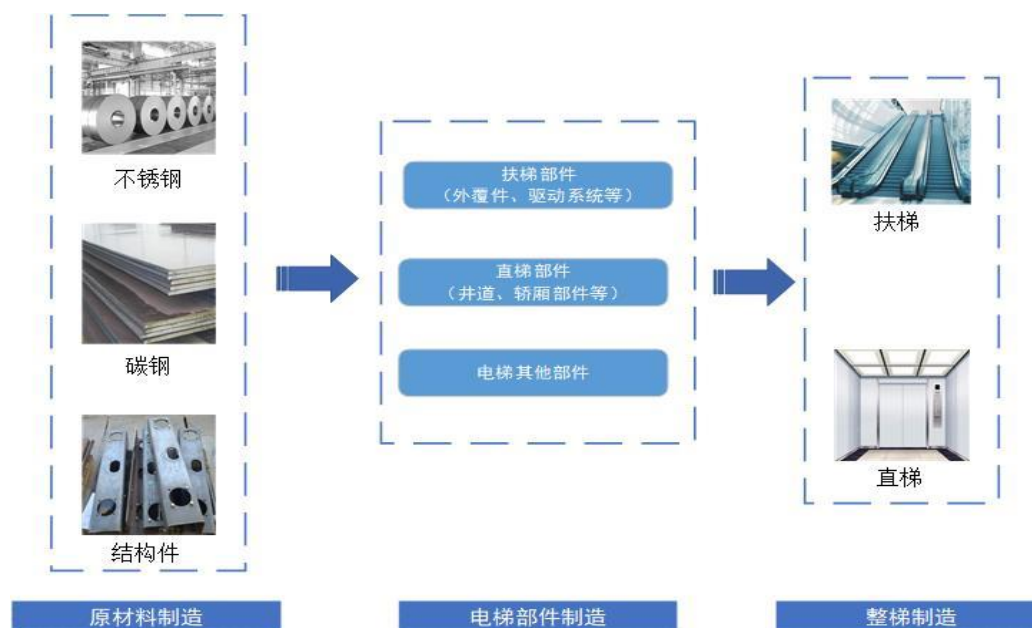 不锈钢
碳钢
结构件
原材料制造
扶梯部件
（外覆件、驱动系统等）
直梯部件
（井道、轿厢部件等）
电梯其他部件
电梯部件制造
扶梯
直梯
整梯制造